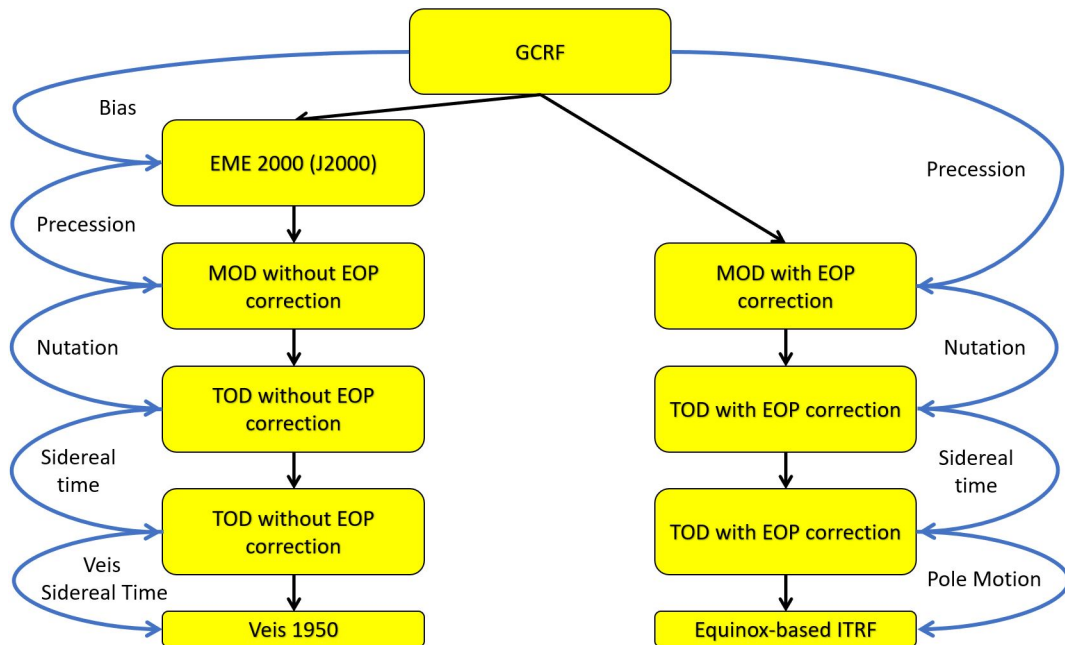 GCRF
Bias
EME 2000 (J2000)
Precession
Precession
MOD without EOP
correction
MOD with EOP
correction
Nutation
Nutation
TOD without EOP
correction
TOD with EOP correction
Sidereal
time
Sidereal
time
TOD without EOP
correction
TOD with EOP correction
Veis
Sidereal Time
Pole Motion
Veis 1950
Equinox-based ITRF